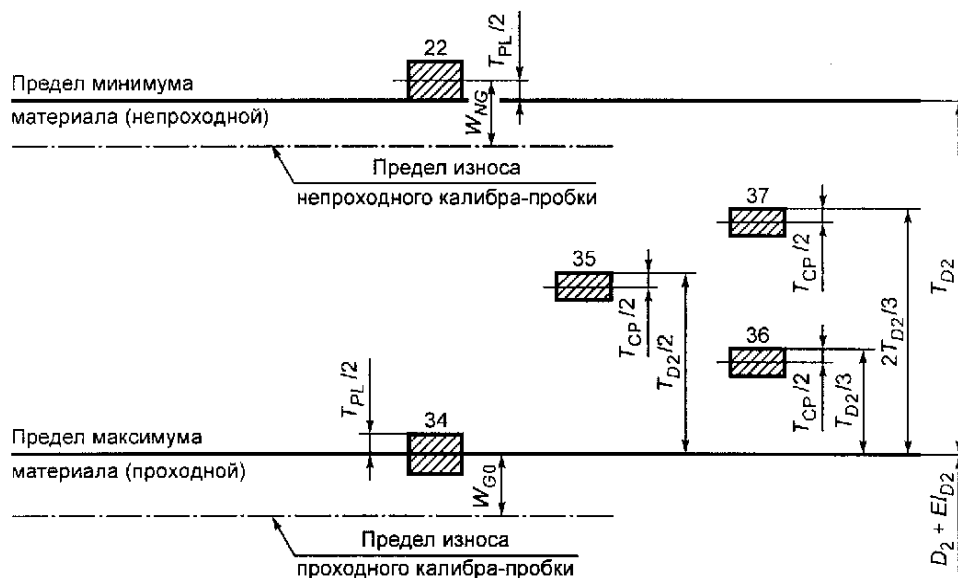 22
T_PL/2
Предел минимума
материала (непроходной)
W_NG
Предел износа
непроходного калибра-пробки
37
T_CP/2
35
T_CP/2
T_D2/2
36
T_CP/2
T_D2/3
2T_D2/3
T_D2
T_PL/2
34
Предел максимума
материала (проходной)
W_G0
Предел износа
проходного калибра-пробки
D_2 + EI_D2